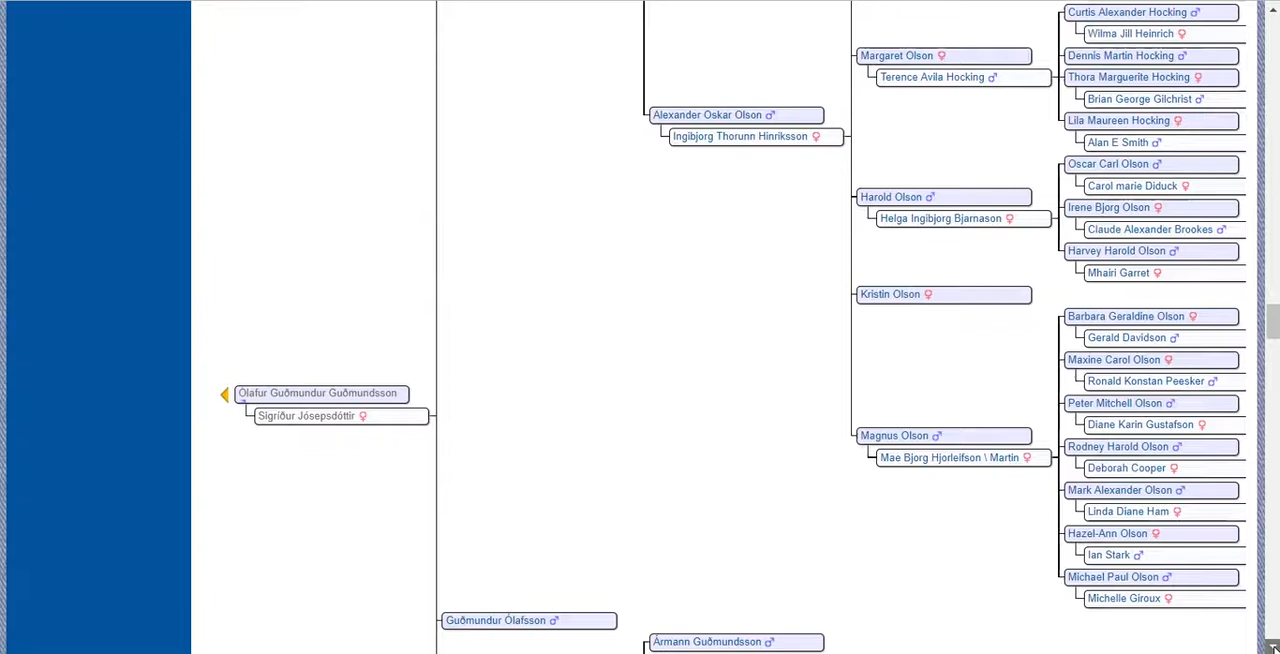 Curtis Alexander Hocking ♂
Wilma Jill Heinrich ♀
Margaret Olson ♀
Dennis Martin Hocking ♂
Terence Avila Hocking ♂
Thora Marguerite Hocking ♀
Brian George Gilchrist ♂
Alexander Oskar Olson ♂
Lila Maureen Hocking ♀
Ingibjorg Thorunn Hinriksson ♀
Alan E Smith ♂
Oscar Carl Olson ♂
Carol marie Diduck ♀
Harold Olson ♂
Irene Bjorg Olson ♀
Helga Ingibjorg Bjarnason ♀
Claude Alexander Brookes ♂
Harvey Harold Olson ♂
Mhairi Garret ♀
Kristin Olson ♀
Barbara Geraldine Olson ♀
Gerald Davidson ♂
Maxine Carol Olson ♀
Ronald Konstan Peesker ♂
Ólafur Guðmundur Guðmundsson
Peter Mitchell Olson ♂
Sigríður Jósepsdóttir ♀
Diane Karin Gustafson ♀
Magnus Olson ♂
Rodney Harold Olson ♂
Mae Bjorg Hjorleifson \ Martin ♀
Deborah Cooper ♀
Mark Alexander Olson ♂
Linda Diane Ham ♀
Hazel-Ann Olson ♀
Ian Stark ♂
Michael Paul Olson ♂
Michelle Giroux ♀
Guðmundur Ólafsson ♂
Ármann Guðmundsson ♂